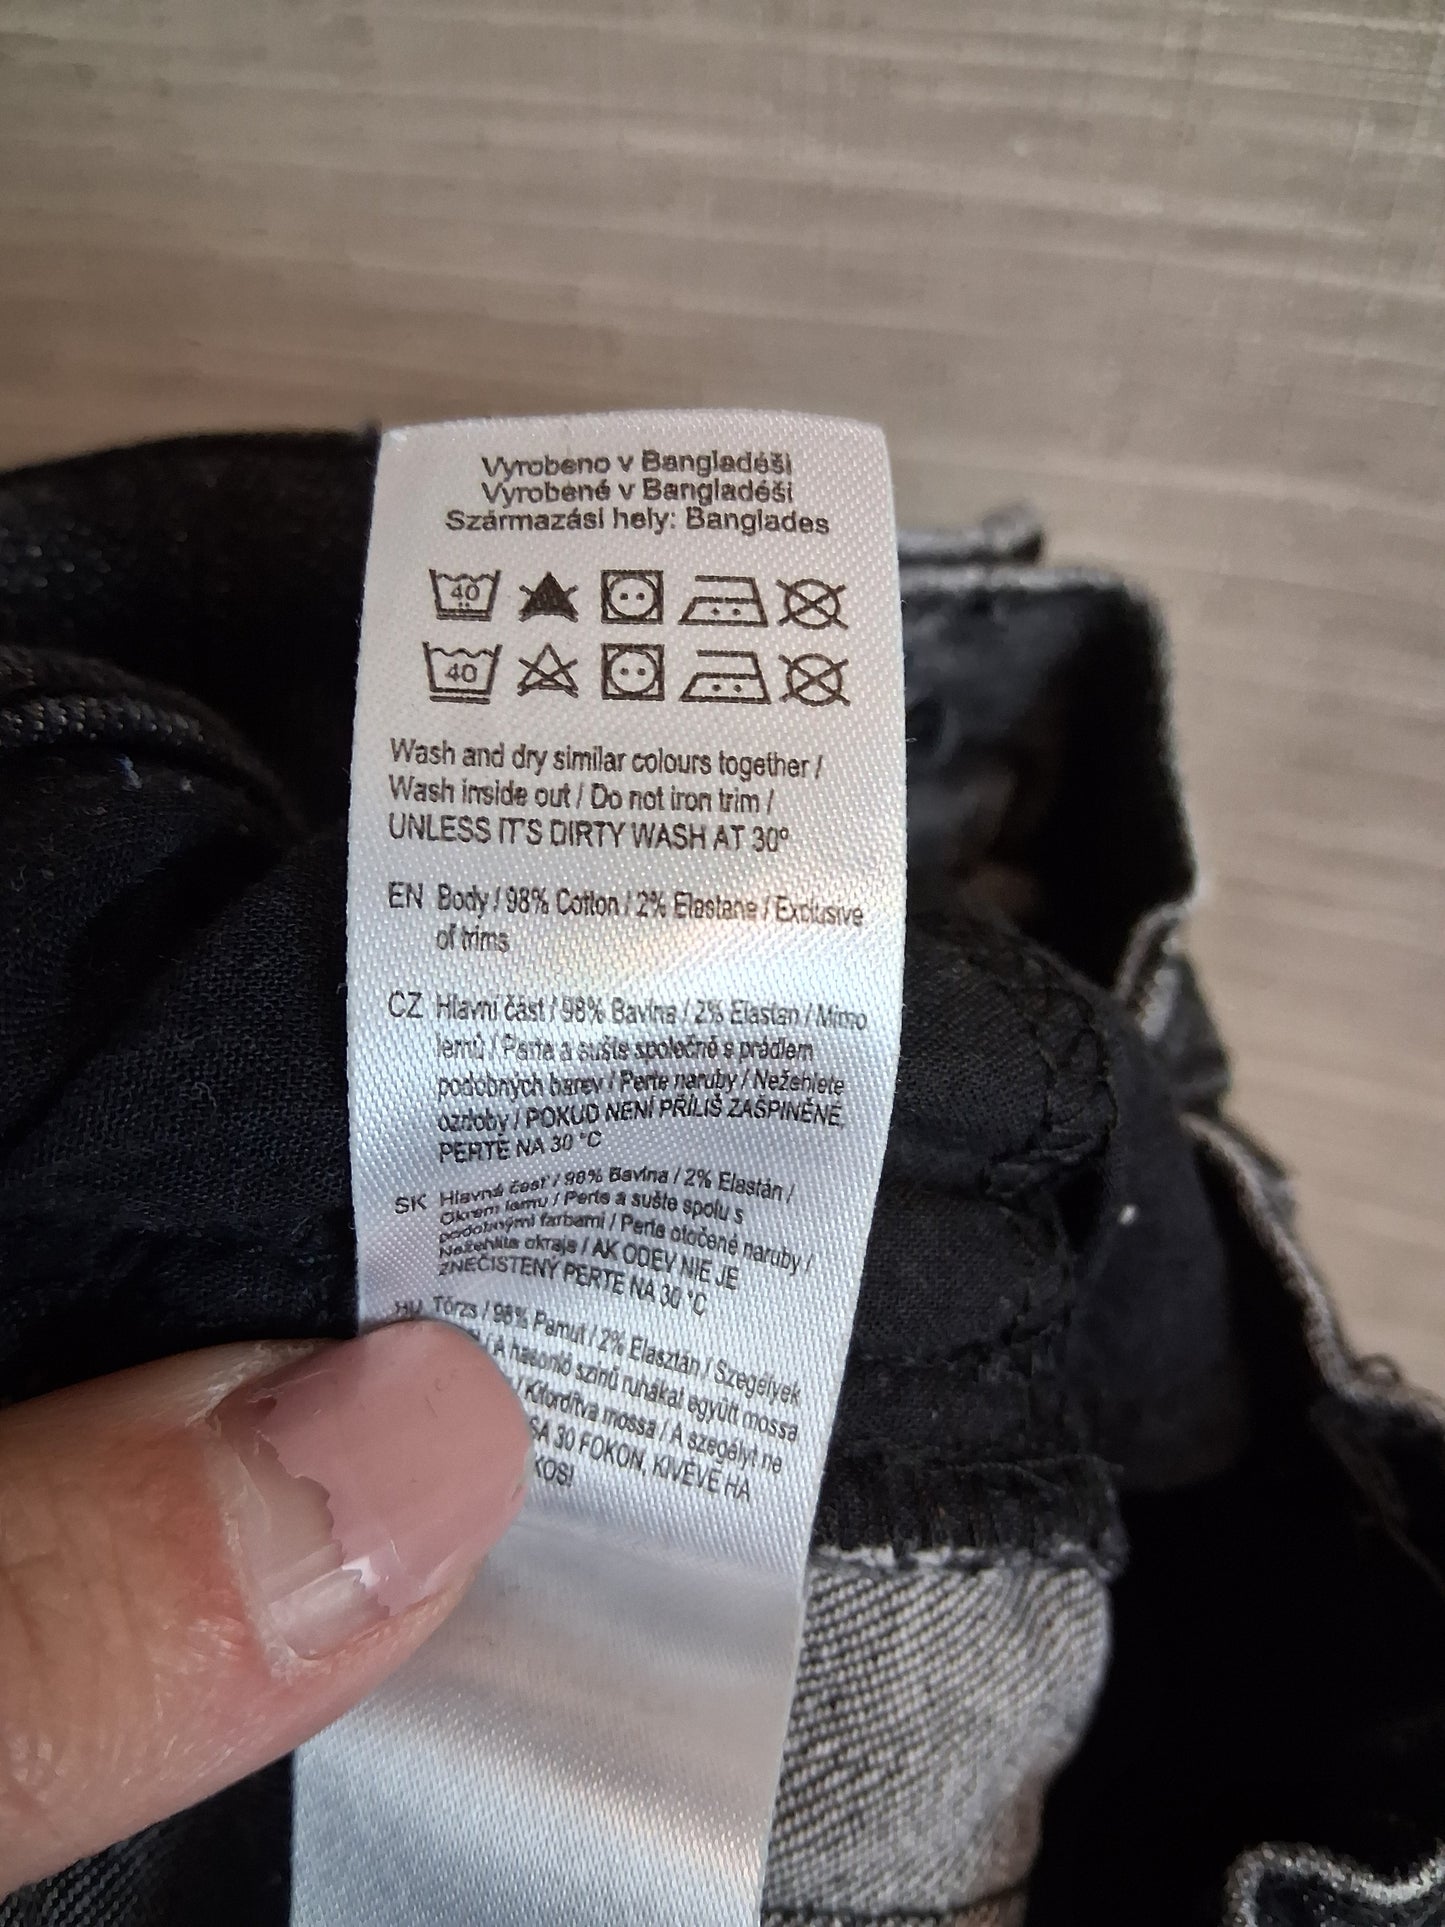 Vyrobeno v Bangladéši
Vyrobené v Bangladéši
Származási hely: Banglades
40
40
Wash and dry similar colours together /
Wash inside out / Do not iron trim /
UNLESS IT'S DIRTY WASH AT 30°
EN Body / 98% Cotton / 2% Elastane / Exclusive
of trims
CZ Hlavní část / 98% Bavlna / 2% Elastan / Mimo
lemů / Perte a sušte společně s prádlem
podobných barev / Perte naruby / Nežehlete
ozdoby / POKUD NENÍ PŘÍLIŠ ZAŠPINĚNÉ,
PERTE NA 30 °C
SK Hlavná časť / 98% Bavlna / 2% Elastán /
Okrem lemu / Perte a sušte spolu s
podobnými farbami / Perte otočené naruby /
Nežehlite okraje / AK ODEV NIE JE
ZNEČISTENÝ PERTE NA 30 °C
HU Törzs / 98% Pamut / 2% Elasztán / Szegélyek
/ A hasonló színű ruhákat együtt mossa
/ Kifordítva mossa / A szegélyt ne
30 FOKON, KIVÉVE HA